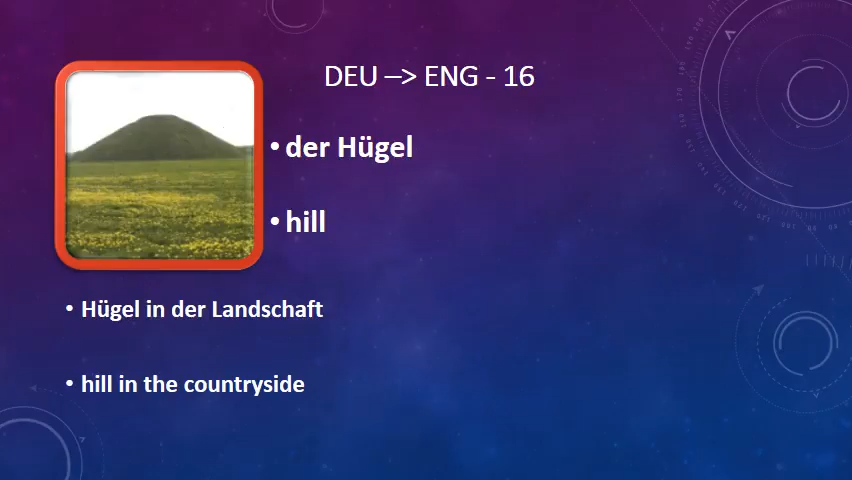 DEU –> ENG - 16
• der Hügel
• hill
• Hügel in der Landschaft
• hill in the countryside